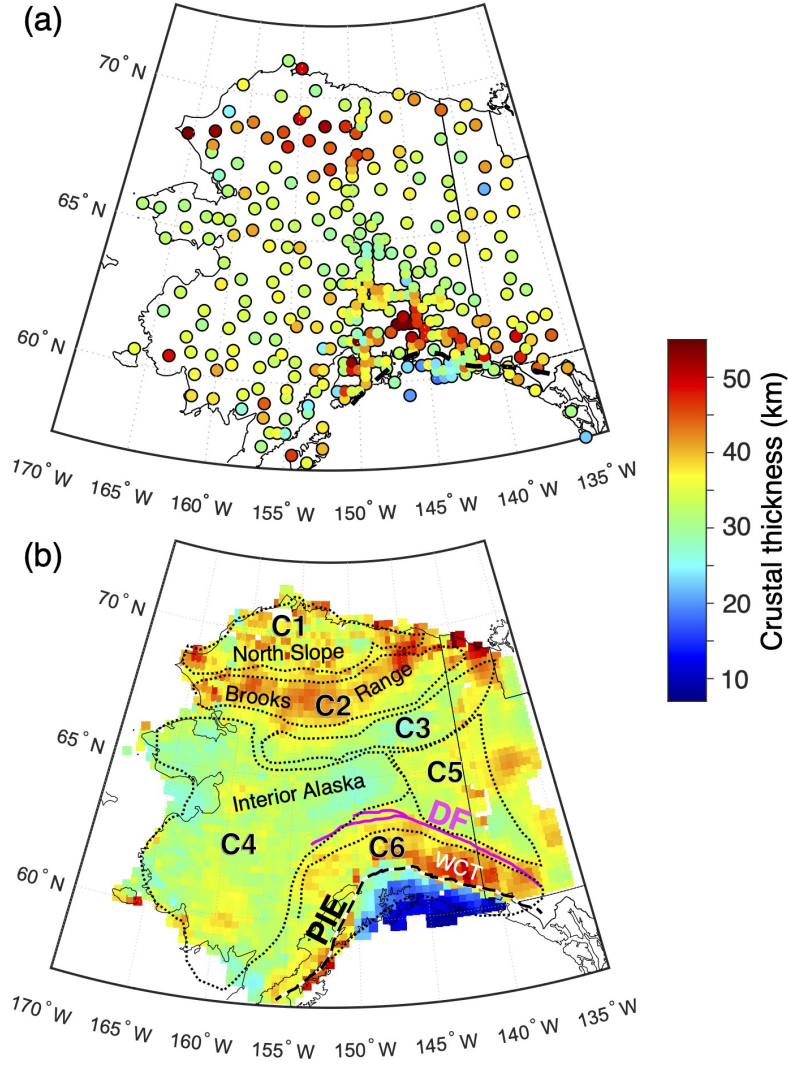 (a)
70° N
65° N
60° N
170° W
165° W
160° W
155° W
150° W
145° W
140° W
135° W
50
40
30
20
10
Crustal thickness (km)
(b)
70° N
C1
North Slope
Brooks
Range
C2
C3
65° N
C5
Interior Alaska
DF
C4
C6
WCT
60° N
PIE
170° W
165° W
160° W
155° W
150° W
145° W
140° W
135° W